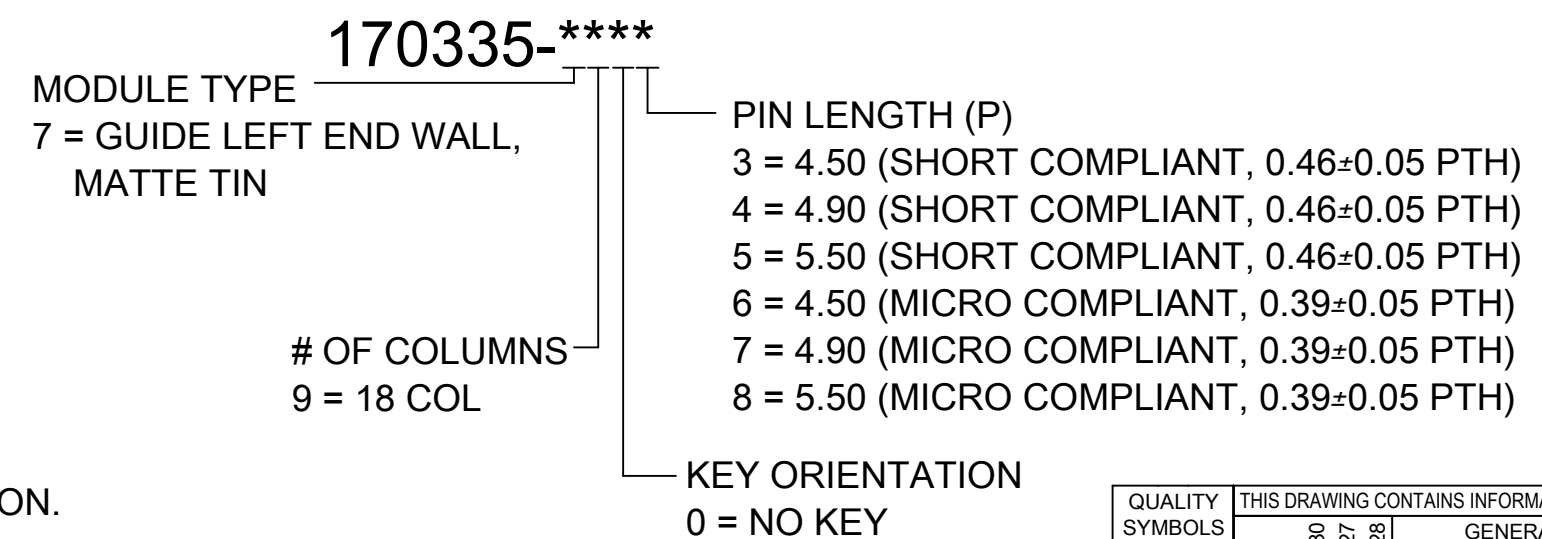 170335-****
MODULE TYPE
7 = GUIDE LEFT END WALL,
MATTE TIN
PIN LENGTH (P)
3 = 4.50 (SHORT COMPLIANT, 0.46±0.05 PTH)
4 = 4.90 (SHORT COMPLIANT, 0.46±0.05 PTH)
5 = 5.50 (SHORT COMPLIANT, 0.46±0.05 PTH)
6 = 4.50 (MICRO COMPLIANT, 0.39±0.05 PTH)
7 = 4.90 (MICRO COMPLIANT, 0.39±0.05 PTH)
8 = 5.50 (MICRO COMPLIANT, 0.39±0.05 PTH)
# OF COLUMNS
9 = 18 COL
KEY ORIENTATION
0 = NO KEY
ON.
QUALITY
SYMBOLS
THIS DRAWING CONTAINS INFORMA
GENERA